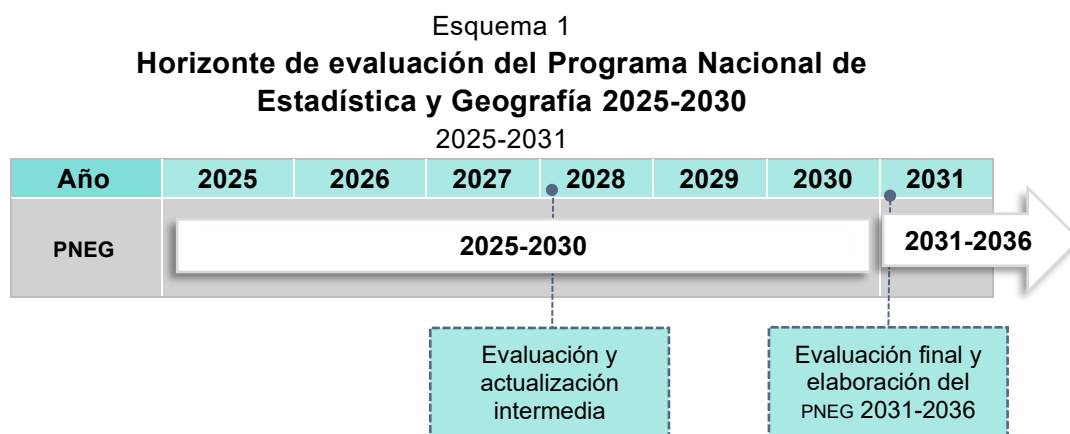 Esquema 1
Horizonte de evaluación del Programa Nacional de
Estadística y Geografía 2025-2030
2025-2031
Año 2025 2026 2027 2028 2029 2030 2031
PNEG 2025-2030 2031-2036
Evaluación y
actualización
intermedia
Evaluación final y
elaboración del
PNEG 2031-2036